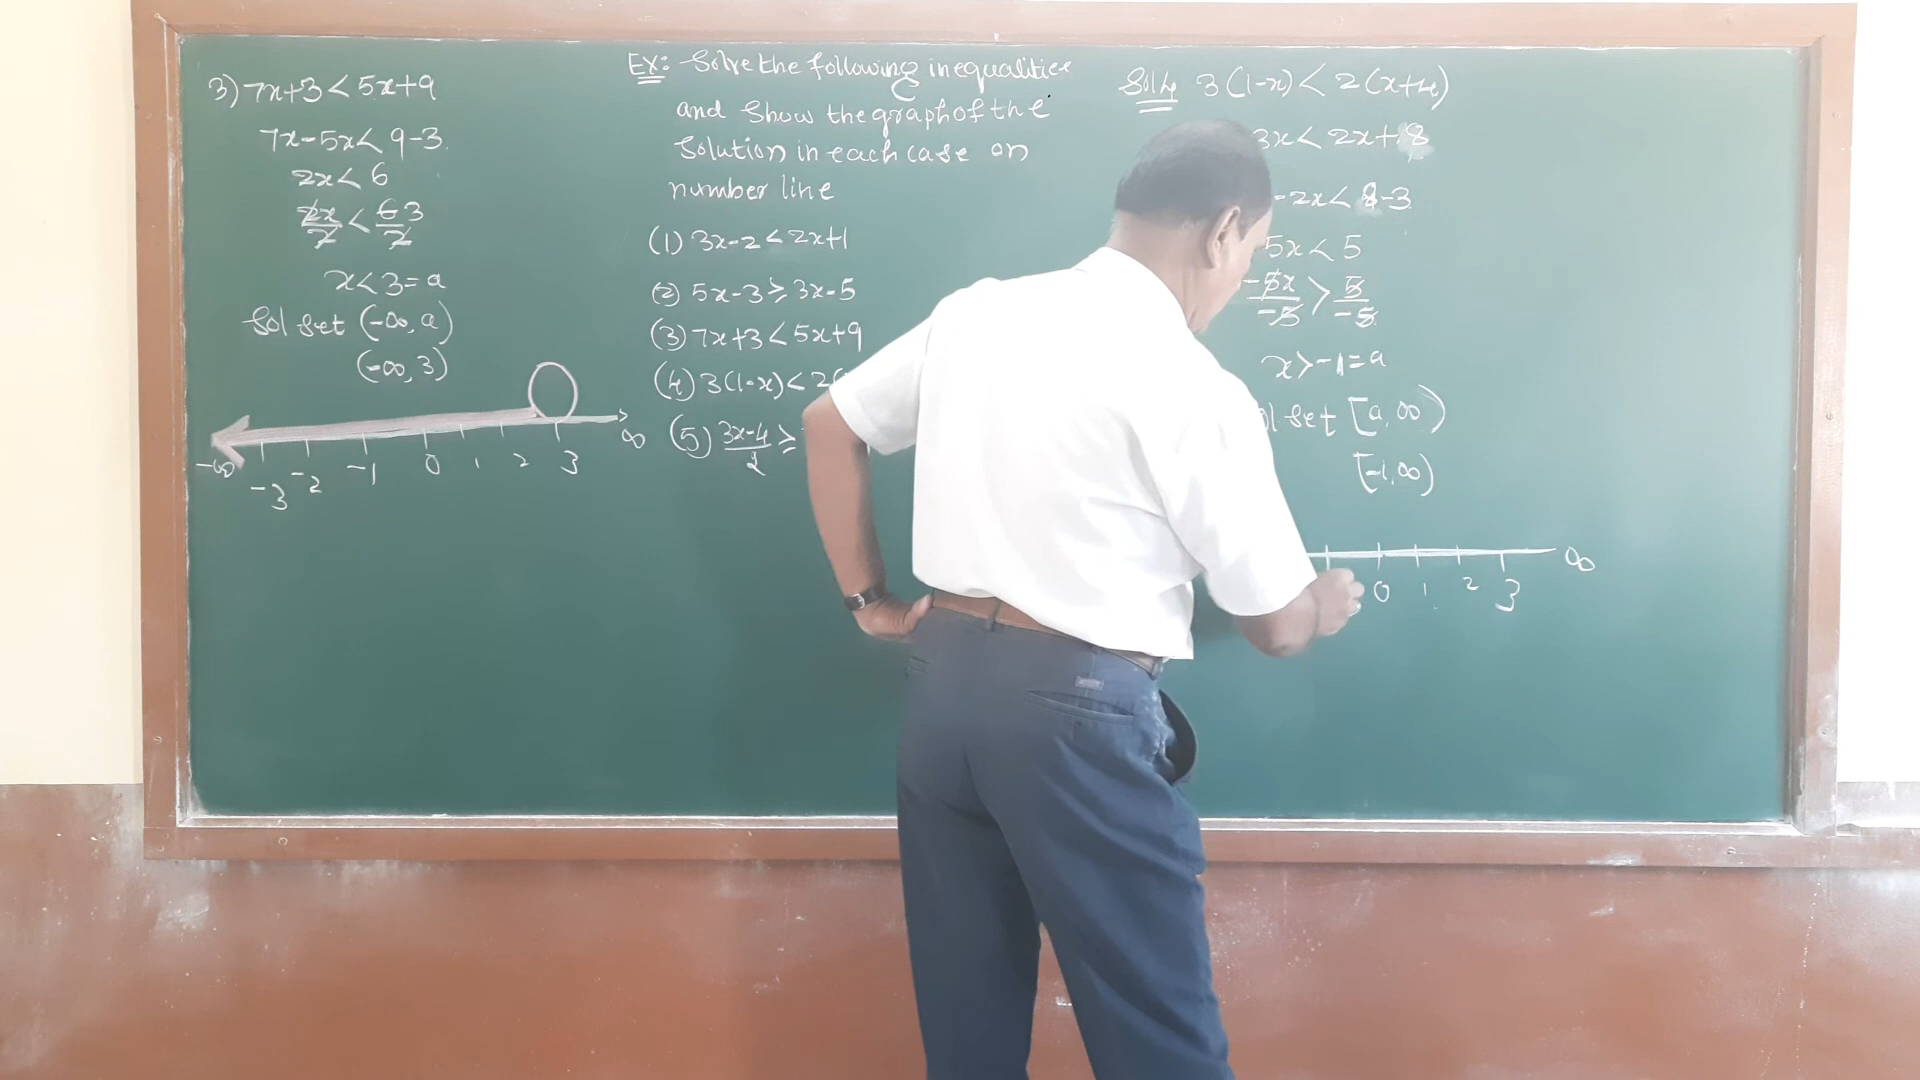 3) 7x+3<5x+9
7x-5x<9-3
2x<6
2x/2<6/2 3
x<3=a
Sol set (-∞,a)
(-∞,3)
-∞ -3 -2 -1 0 1 2 3 ∞
EX: Solve the following inequalities
and show the graph of the
solution in each case on
number line
(1) 3x-2<2x+1
(2) 5x-3≥3x-5
(3) 7x+3<5x+9
(4) 3(1-x)<2(
(5) 3x-4/2≥
Sol 4 3(1-x)<2(x+4)
3x<2x+8
-2x<8-3
5x<5
-5x/-5>5/-5
x>-1=a
set [a,∞)
[-1,∞)
0 1 2 3 ∞